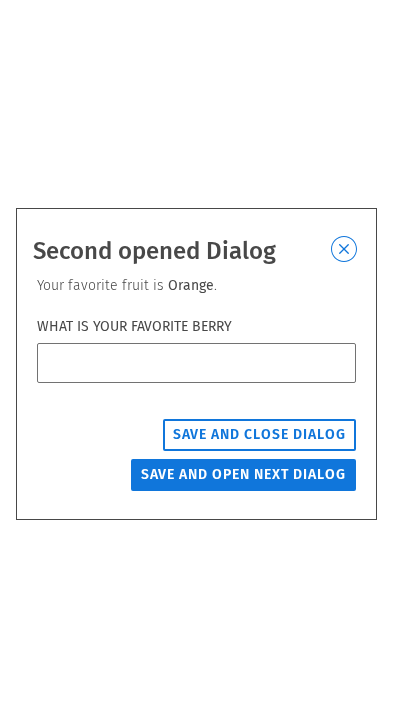 Second opened Dialog
Your favorite fruit is Orange.
WHAT IS YOUR FAVORITE BERRY
SAVE AND CLOSE DIALOG
SAVE AND OPEN NEXT DIALOG